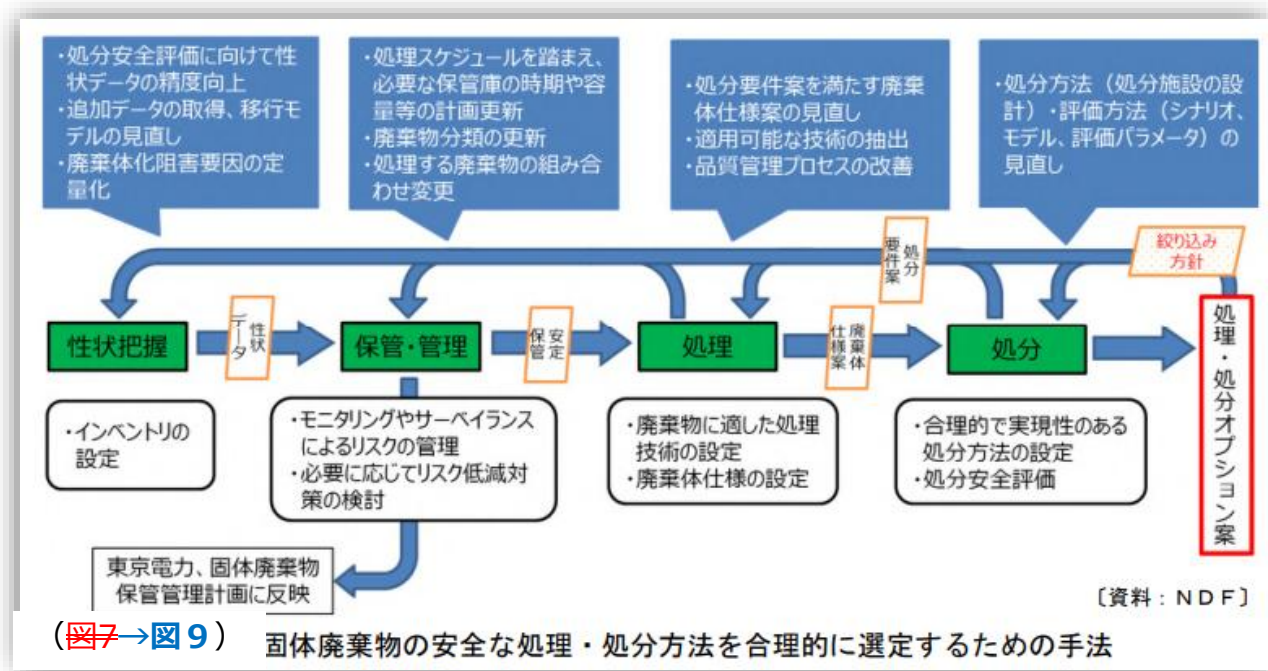 ・処分安全評価に向けて性
状データの精度向上
・追加データの取得、移行モ
デルの見直し
・廃棄体化阻害要因の定
量化
・処理スケジュールを踏まえ、
必要な保管庫の時期や容
量等の計画更新
・廃棄物分類の更新
・処理する廃棄物の組み合
わせ変更
・処分要件案を満たす廃棄
体仕様案の見直し
・適用可能な技術の抽出
・品質管理プロセスの改善
・処分方法（処分施設の設
計）・評価方法（シナリオ、
モデル、評価パラメータ）の
見直し
処分
要件案
絞り込み
方針
性状把握
性状
データ
保管・管理
安定
保管
処理
廃棄体
仕様案
処分
処理・処分オプション案
・インベントリの
設定
・モニタリングやサーベイランス
によるリスクの管理
・必要に応じてリスク低減対
策の検討
・廃棄物に適した処理
技術の設定
・廃棄体仕様の設定
・合理的で実現性のある
処分方法の設定
・処分安全評価
東京電力、固体廃棄物
保管管理計画に反映
〔資料：ＮＤＦ〕
（図7→図９） 固体廃棄物の安全な処理・処分方法を合理的に選定するための手法